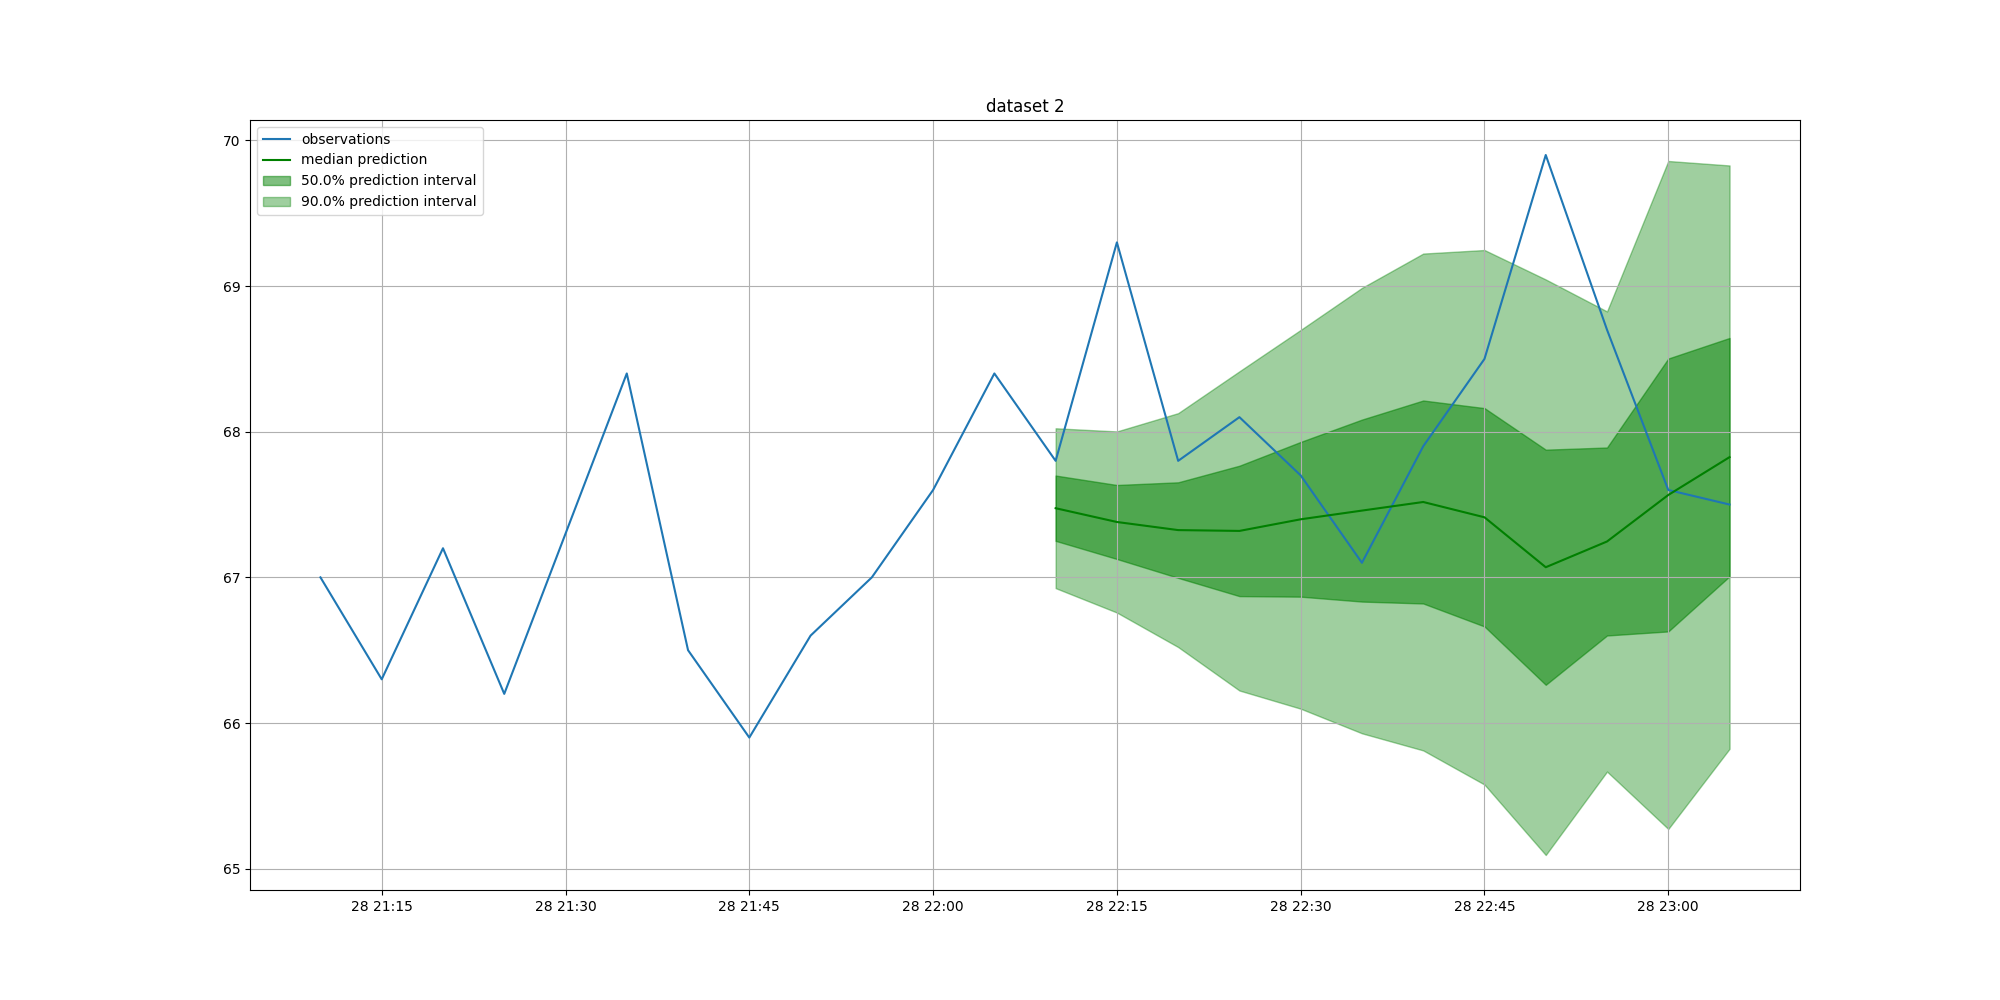 dataset 2
observations
median prediction
50.0% prediction interval
90.0% prediction interval
70
69
68
67
66
65
28 21:15
28 21:30
28 21:45
28 22:00
28 22:15
28 22:30
28 22:45
28 23:00